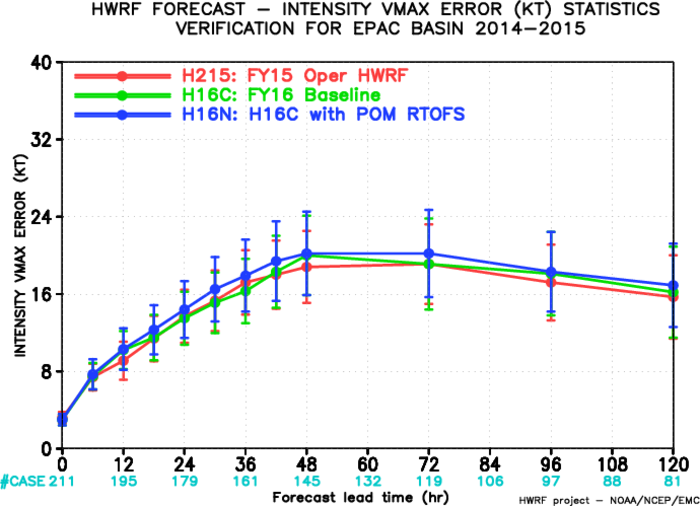 HWRF FORECAST – INTENSITY VMAX ERROR (KT) STATISTICS
VERIFICATION FOR EPAC BASIN 2014–2015
H215: FY15 Oper HWRF
H16C: FY16 Baseline
H16N: H16C with POM RTOFS
INTENSITY VMAX ERROR (KT)
40
32
24
16
8
0
0 12 24 36 48 60 72 84 96 108 120
#CASE 211 195 179 161 145 132 119 106 97 88 81
Forecast lead time (hr)
HWRF project – NOAA/NCEP/EMC